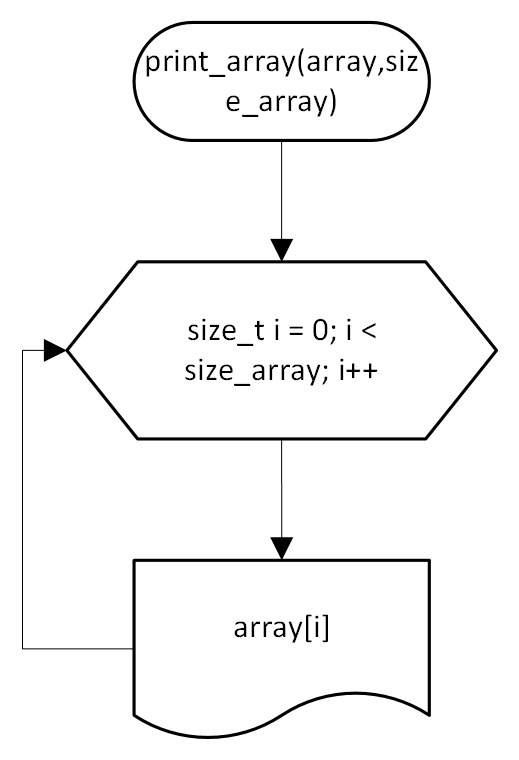 print_array(array,siz
e_array)
size_t i = 0; i <
size_array; i++
array[i]